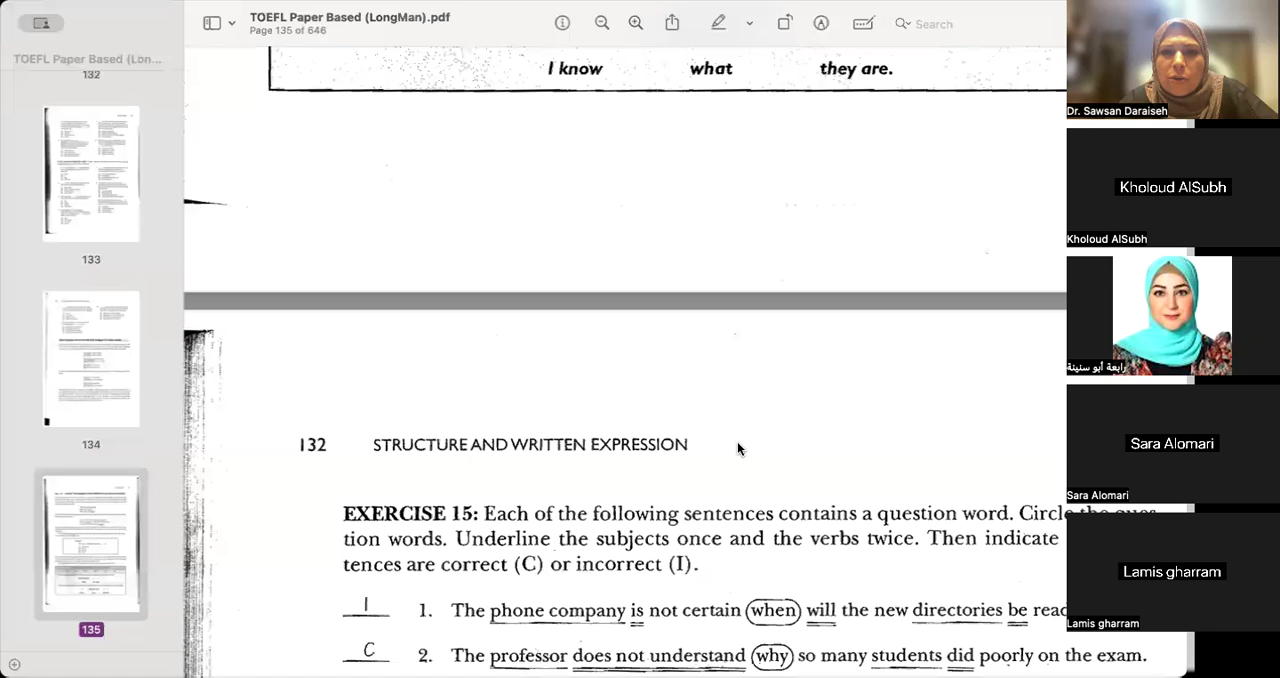 TOEFL Paper Based (LongMan).pdf
Page 135 of 646
Search
TOEFL Paper Based (Lon...
132
133
134
135
I know what they are.
132 STRUCTURE AND WRITTEN EXPRESSION
EXERCISE 15: Each of the following sentences contains a question word. Circle the ques-
tion words. Underline the subjects once and the verbs twice. Then indicate
tences are correct (C) or incorrect (I).
I 1. The phone company is not certain when will the new directories be
C 2. The professor does not understand why so many students did poorly on the exam.
Dr. Sawsan Daraiseh
Kholoud AlSubh
Kholoud AlSubh
رابعة أبو سنينة
Sara Alomari
Sara Alomari
Lamis gharram
Lamis gharram